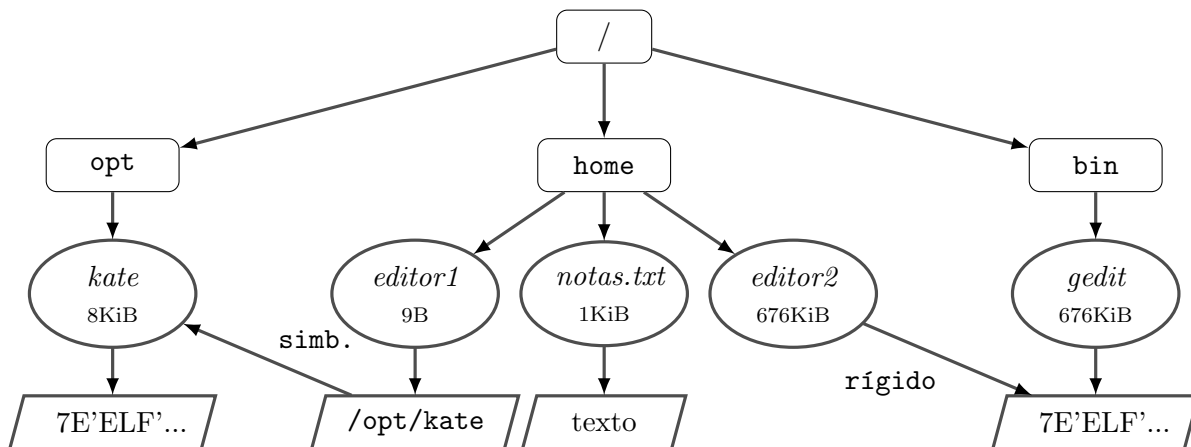 /
opt
home
bin
kate
8KiB
editor1
9B
notas.txt
1KiB
editor2
676KiB
gedit
676KiB
simb.
rígido
7E'ELF'...
/opt/kate
texto
7E'ELF'...